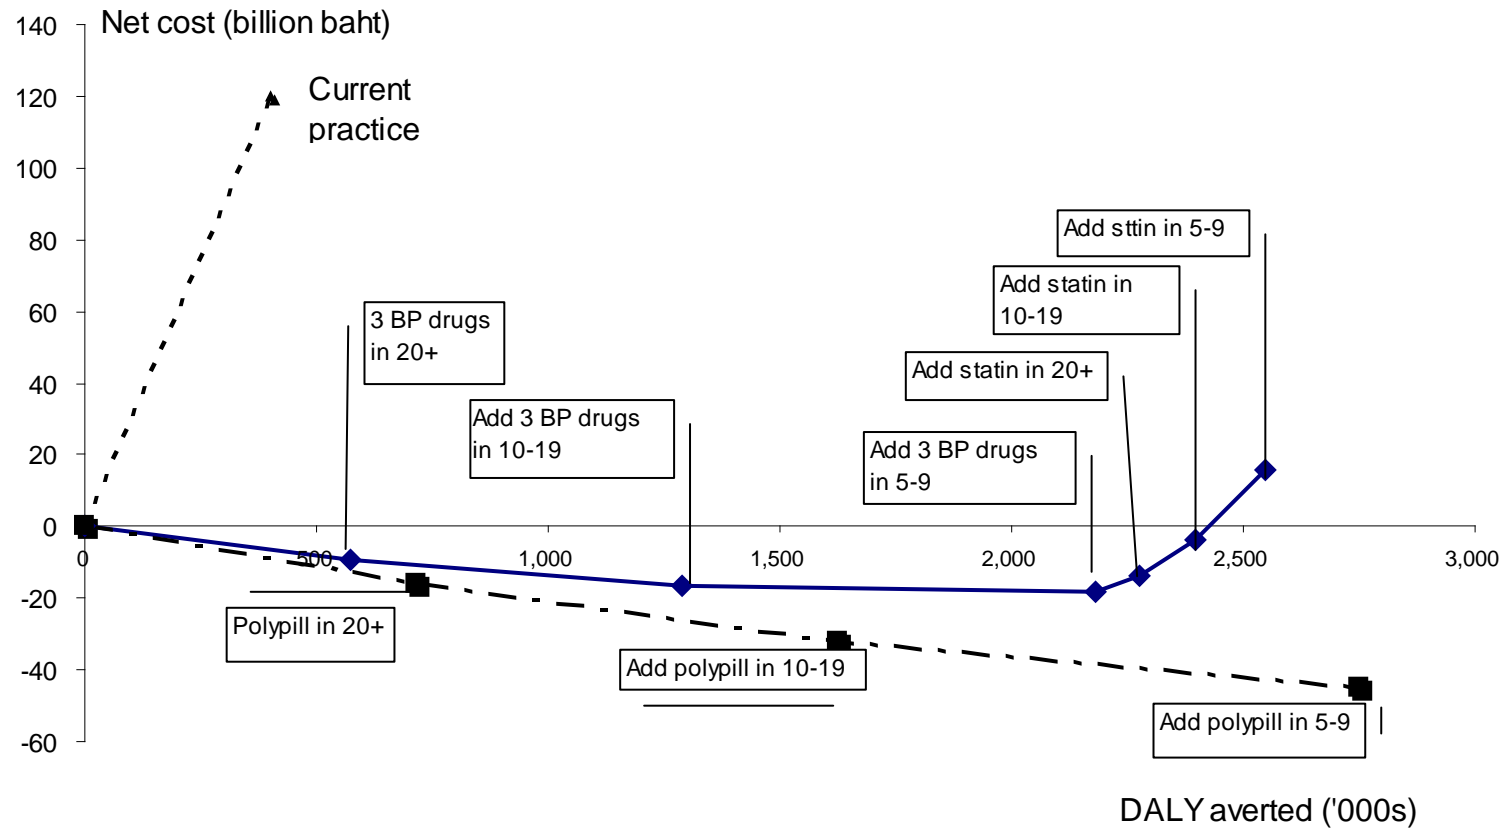 140
Net cost (billion baht)
120
Current
practice
100
80
Add sttin in 5-9
60
Add statin in
10-19
3 BP drugs
in 20+
40
Add statin in 20+
Add 3 BP drugs
in 10-19
20
Add 3 BP drugs
in 5-9
0
0
500
1,000
1,500
2,000
2,500
3,000
-20
Polypill in 20+
-40
Add polypill in 10-19
-60
Add polypill in 5-9
DALY averted ('000s)